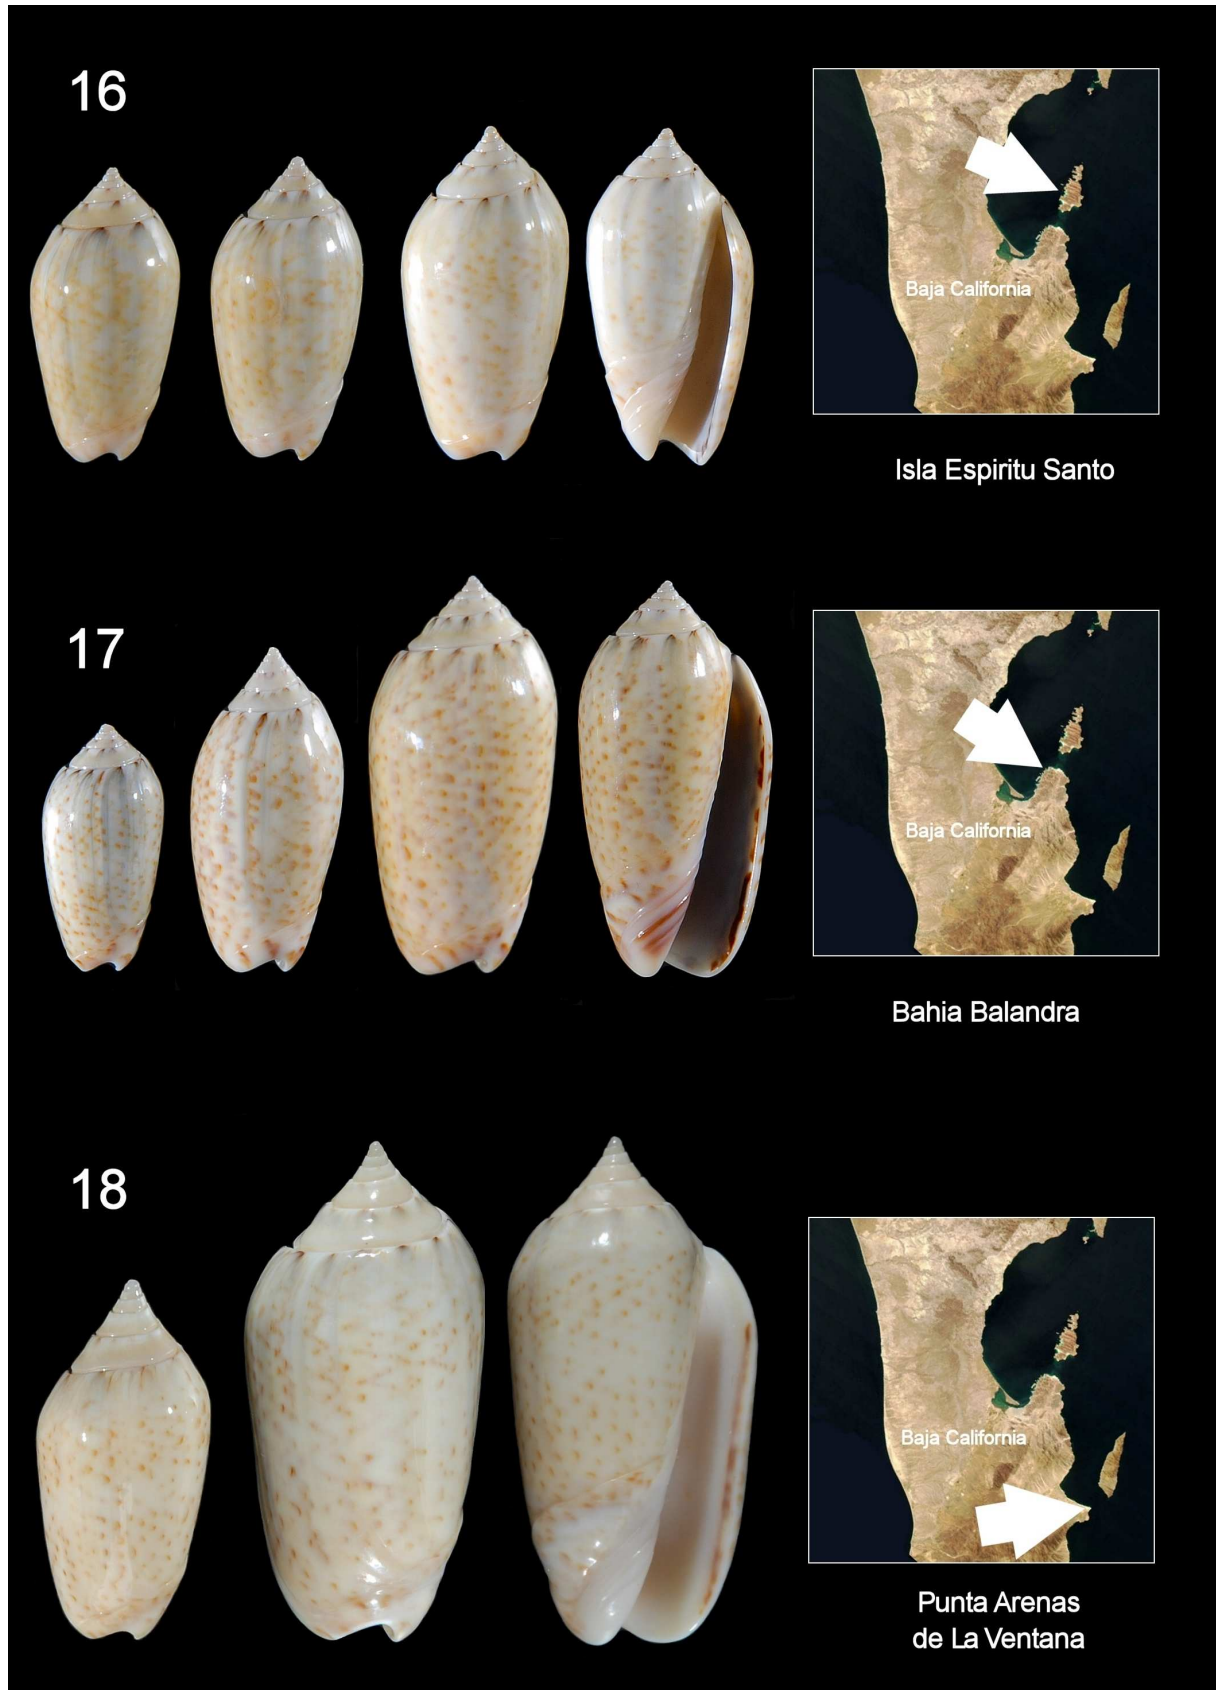 16
Baja California
Isla Espiritu Santo
17
Baja California
Bahia Balandra
18
Baja California
Punta Arenas
de La Ventana